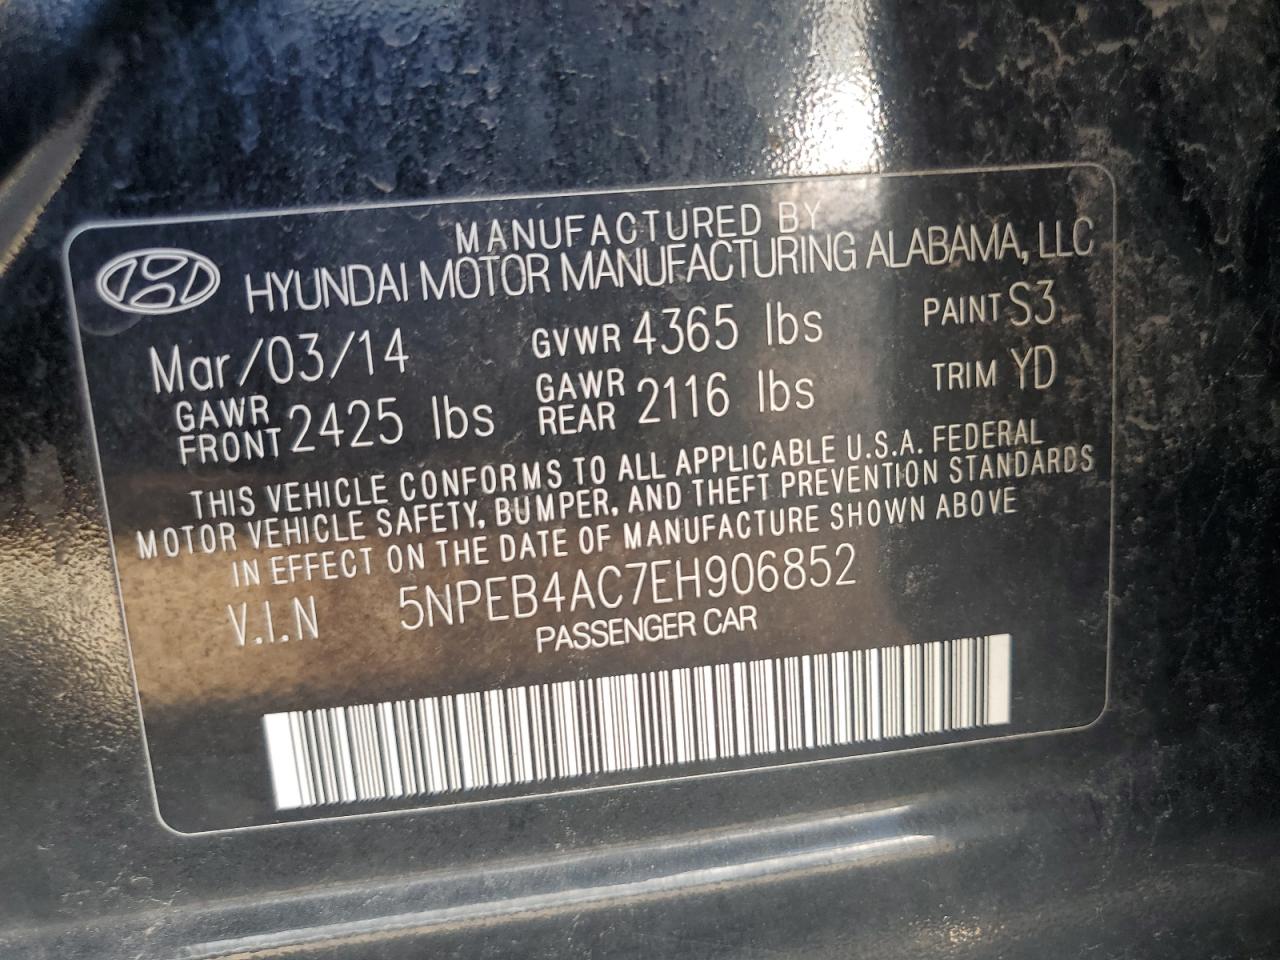 MANUFACTURED BY
HYUNDAI MOTOR MANUFACTURING ALABAMA, LLC
Mar/03/14 GVWR 4365 lbs PAINT S3
GAWR FRONT 2425 lbs GAWR REAR 2116 lbs TRIM YD
THIS VEHICLE CONFORMS TO ALL APPLICABLE U.S.A. FEDERAL
MOTOR VEHICLE SAFETY, BUMPER, AND THEFT PREVENTION STANDARDS
IN EFFECT ON THE DATE OF MANUFACTURE SHOWN ABOVE
V.I.N 5NPEB4AC7EH906852
PASSENGER CAR